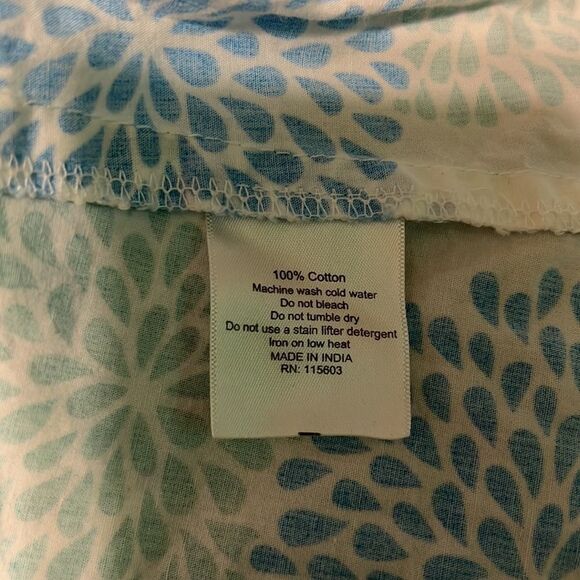 100% Cotton
Machine wash cold water
Do not bleach
Do not tumble dry
Do not use a stain lifter detergent
Iron on low heat
MADE IN INDIA
RN: 115603